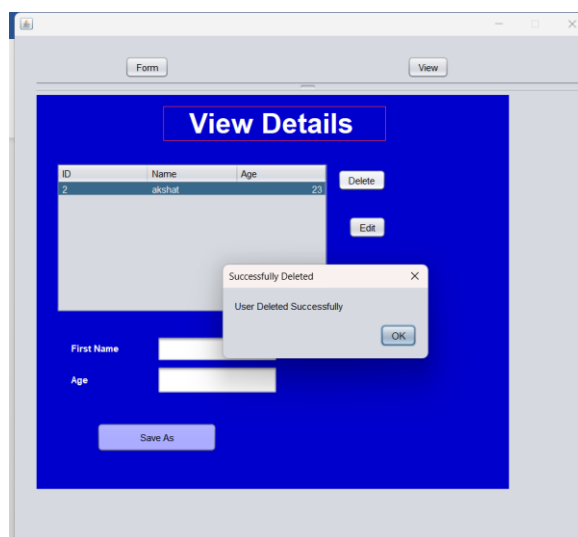 Form View
View Details
ID Name Age
2 akshat 23
Delete
Edit
Successfully Deleted
User Deleted Successfully
OK
First Name
Age
Save As